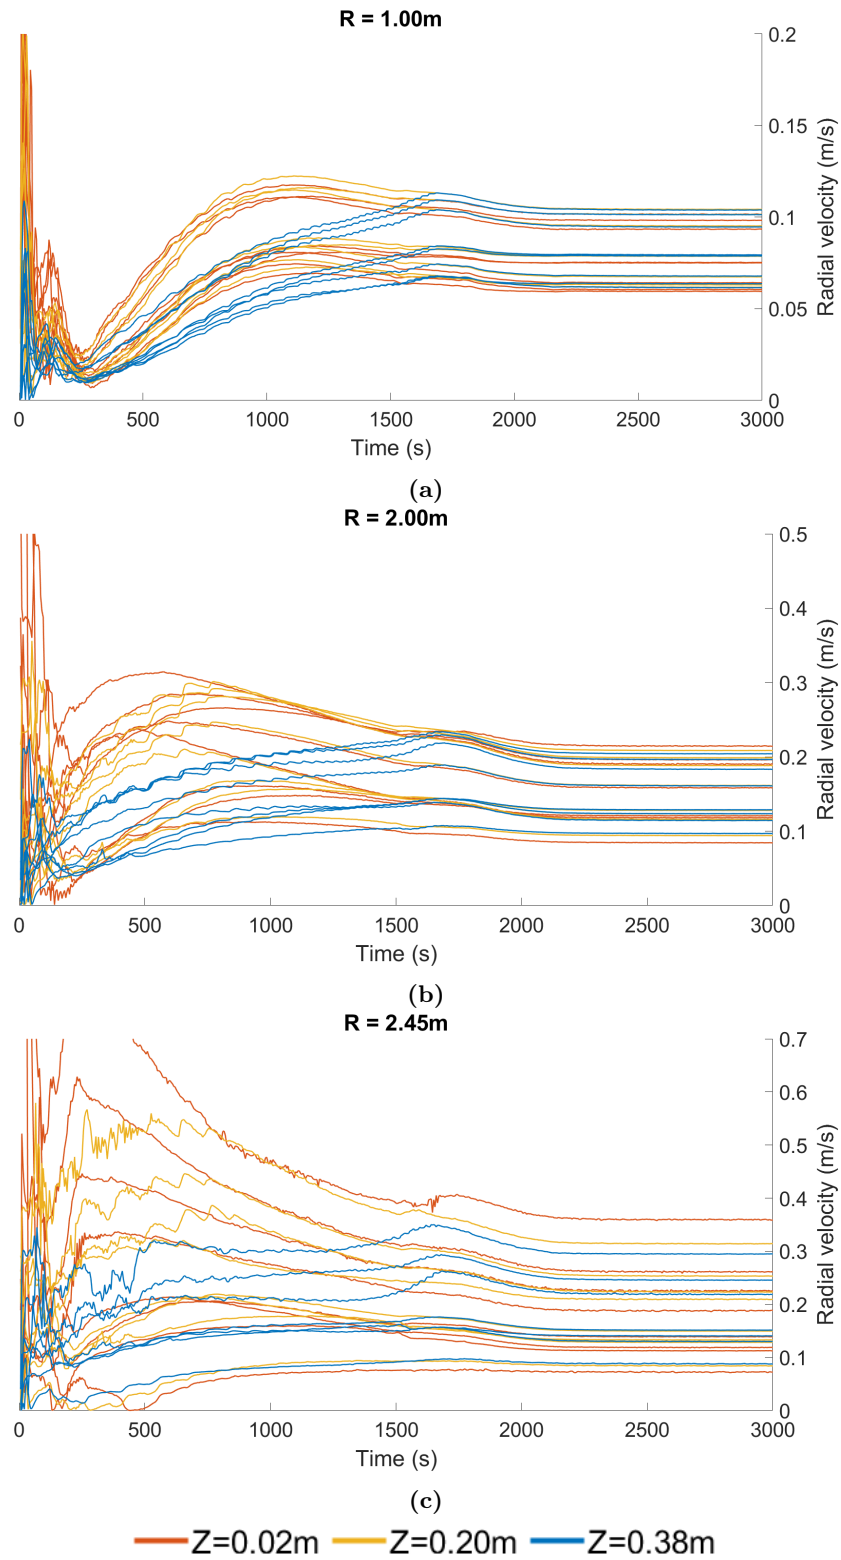 R = 1.00m
0.2
0.15
0.1
0.05
0
Radial velocity (m/s)
0 500 1000 1500 2000 2500 3000
Time (s)
(a)
R = 2.00m
0.5
0.4
0.3
0.2
0.1
0
Radial velocity (m/s)
0 500 1000 1500 2000 2500 3000
Time (s)
(b)
R = 2.45m
0.7
0.6
0.5
0.4
0.3
0.2
0.1
0
Radial velocity (m/s)
0 500 1000 1500 2000 2500 3000
Time (s)
(c)
Z=0.02m Z=0.20m Z=0.38m